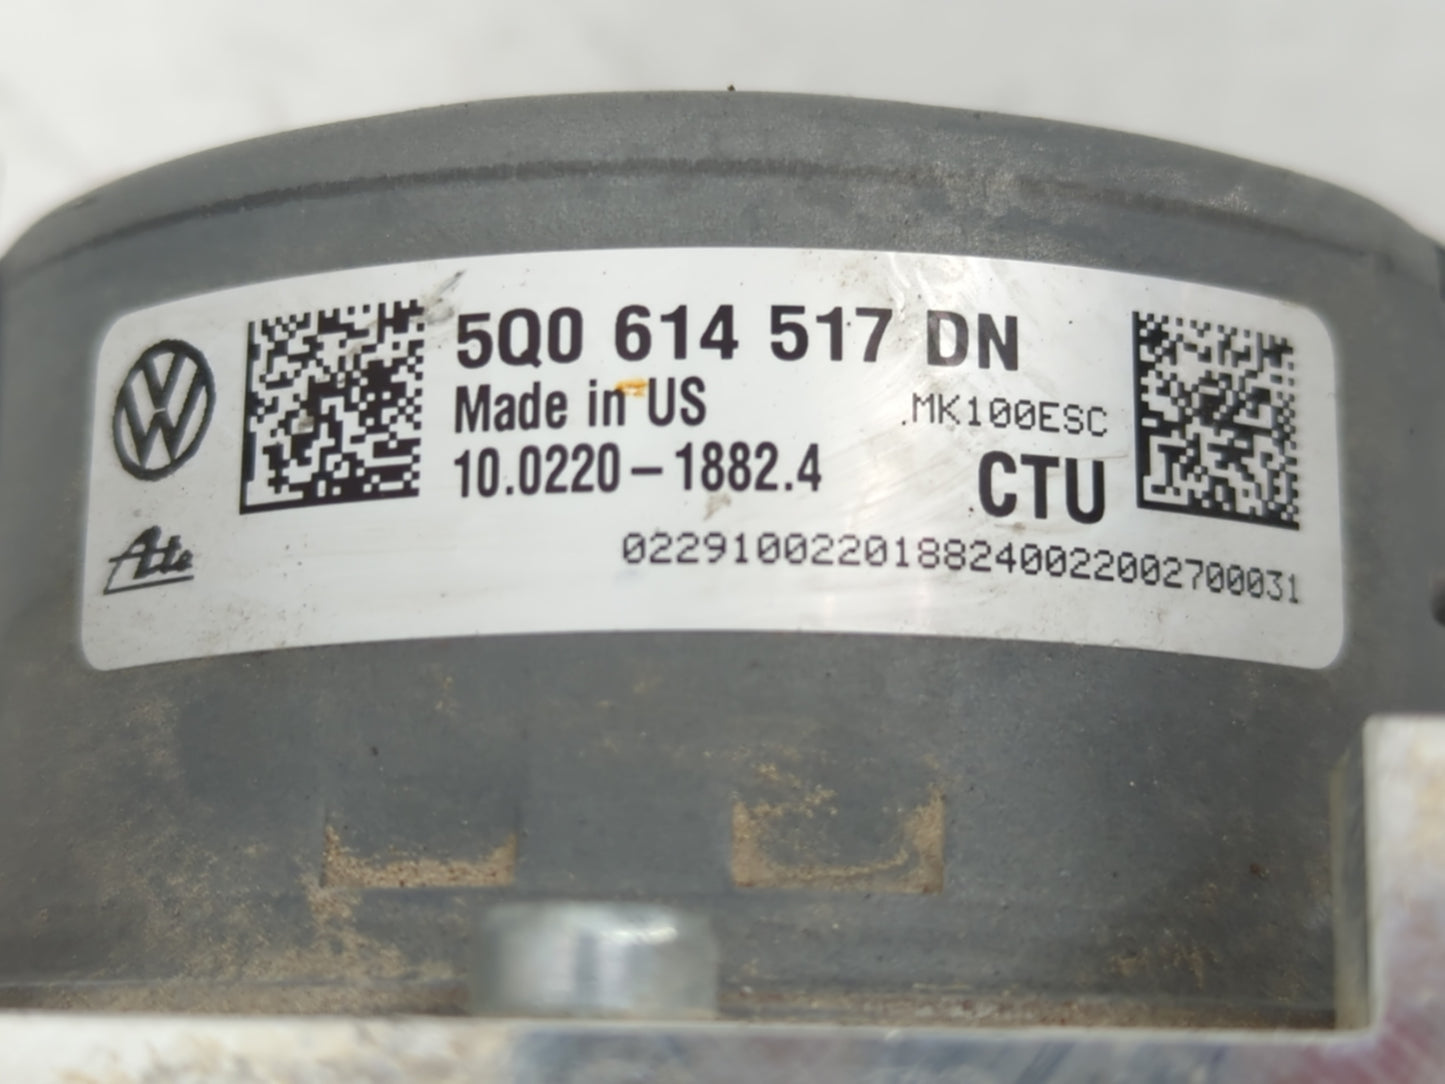 5Q0 614 517 DN
Made in US
MK100ESC
10.0220-1882.4
CTU
0229100220188240022002700031
Ate